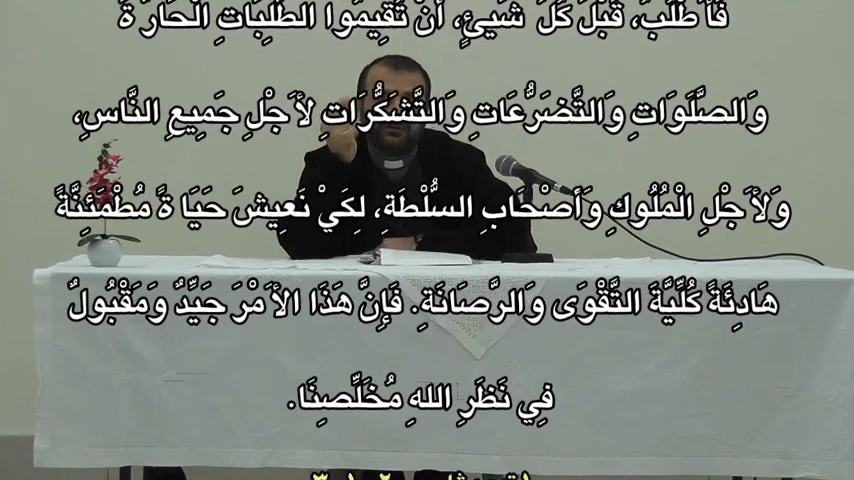 فَأَطْلُبُ، قَبْلَ كُلِّ شَيْئٍ، أَنْ تُقِيمُوا الطَّلِبَاتِ الْحَارَّةَ
وَالصَّلَوَاتِ وَالتَّضَرُّعَاتِ وَالتَّشَكُّرَاتِ لأَجْلِ جَمِيعِ النَّاسِ،
وَلأَجْلِ الْمُلُوكِ وَأَصْحَابِ السُّلْطَةِ، لِكَيْ نَعِيشَ حَيَاةً مُطْمَئِنَّةً
هَادِئَةً كُلِّيَّةَ التَّقْوَى وَالرَّصَانَةِ. فَإِنَّ هَذَا الأَمْرَ جَيِّدٌ وَمَقْبُولٌ
فِي نَظَرِ اللهِ مُخَلِّصِنَا.